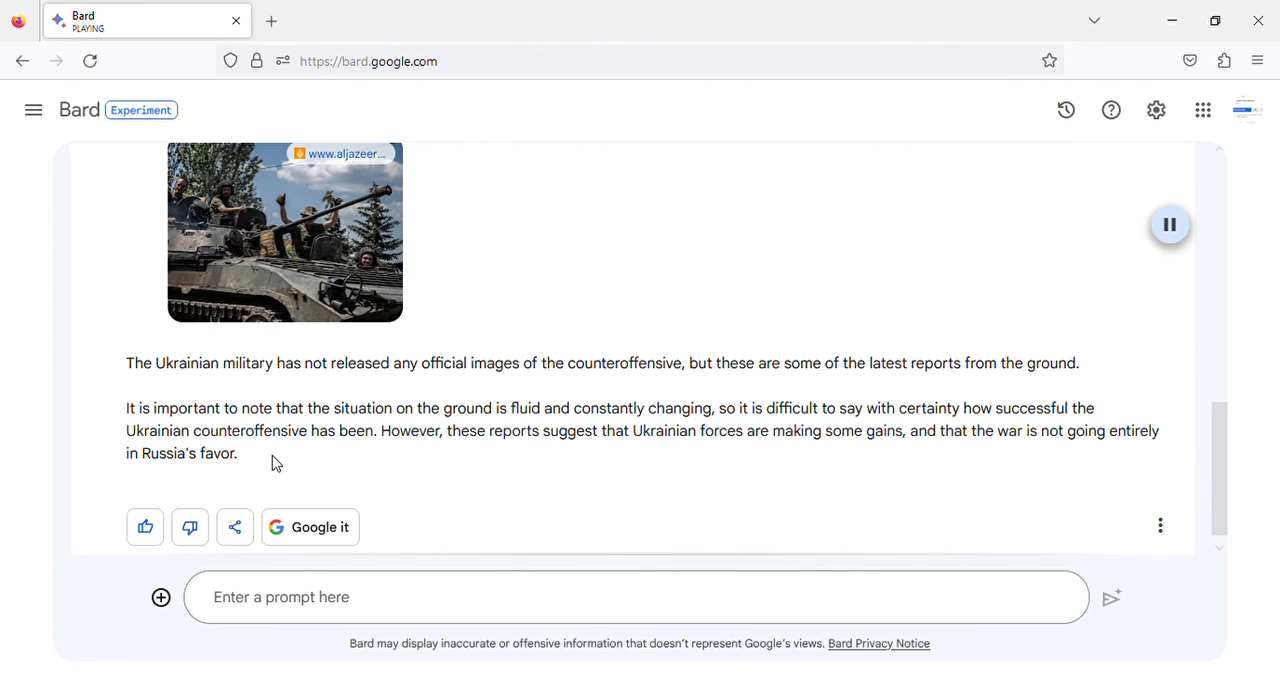 Bard
PLAYING
https://bard.google.com
Bard Experiment
www.aljazeer...
The Ukrainian military has not released any official images of the counteroffensive, but these are some of the latest reports from the ground.
It is important to note that the situation on the ground is fluid and constantly changing, so it is difficult to say with certainty how successful the
Ukrainian counteroffensive has been. However, these reports suggest that Ukrainian forces are making some gains, and that the war is not going entirely
in Russia's favor.
Google it
Enter a prompt here
Bard may display inaccurate or offensive information that doesn't represent Google's views. Bard Privacy Notice